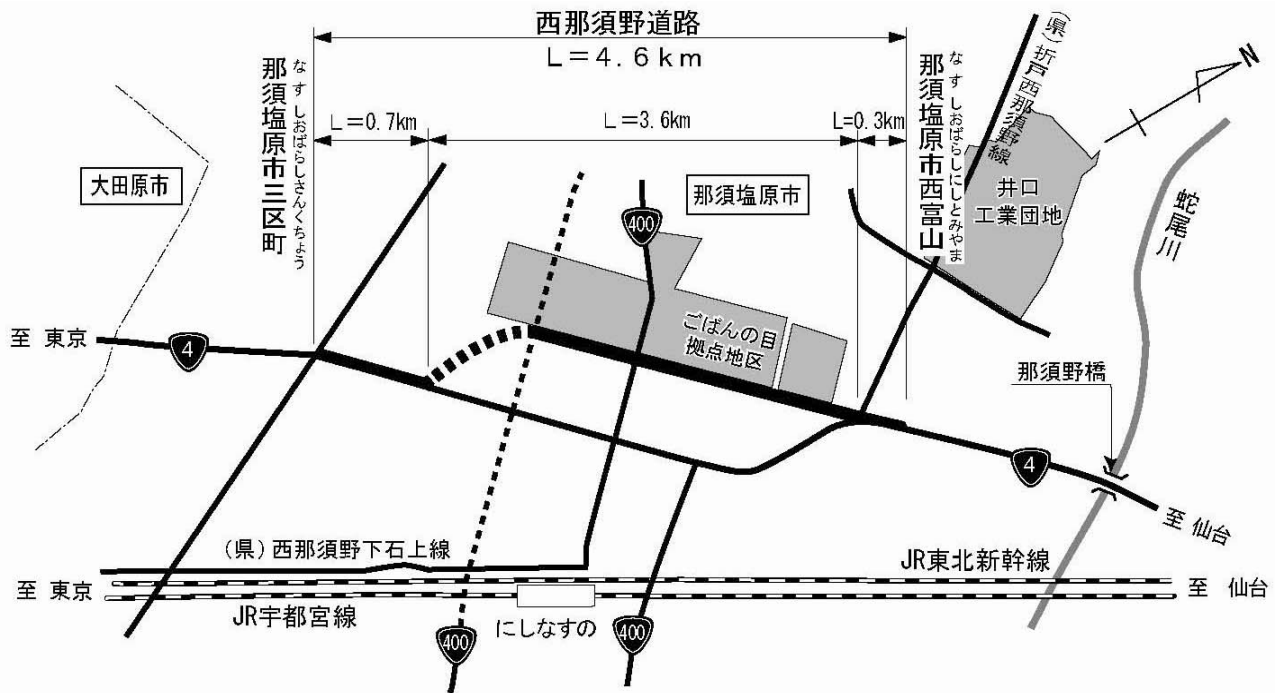 西那須野道路
L=4.6km
L=0.7km
L=3.6km
L=0.3km
那須塩原市三区町
なすしおばらしさんくちょう
那須塩原市西富山
なすしおばらしにしとみやま
(県)折戸西那須野線
N
大田原市
那須塩原市
400
井口
工業団地
蛇尾川
至 東京
4
ごばんの目
拠点地区
那須野橋
4
至 仙台
(県)西那須野下石上線
JR東北新幹線
至 東京
至 仙台
JR宇都宮線
400
にしなすの
400